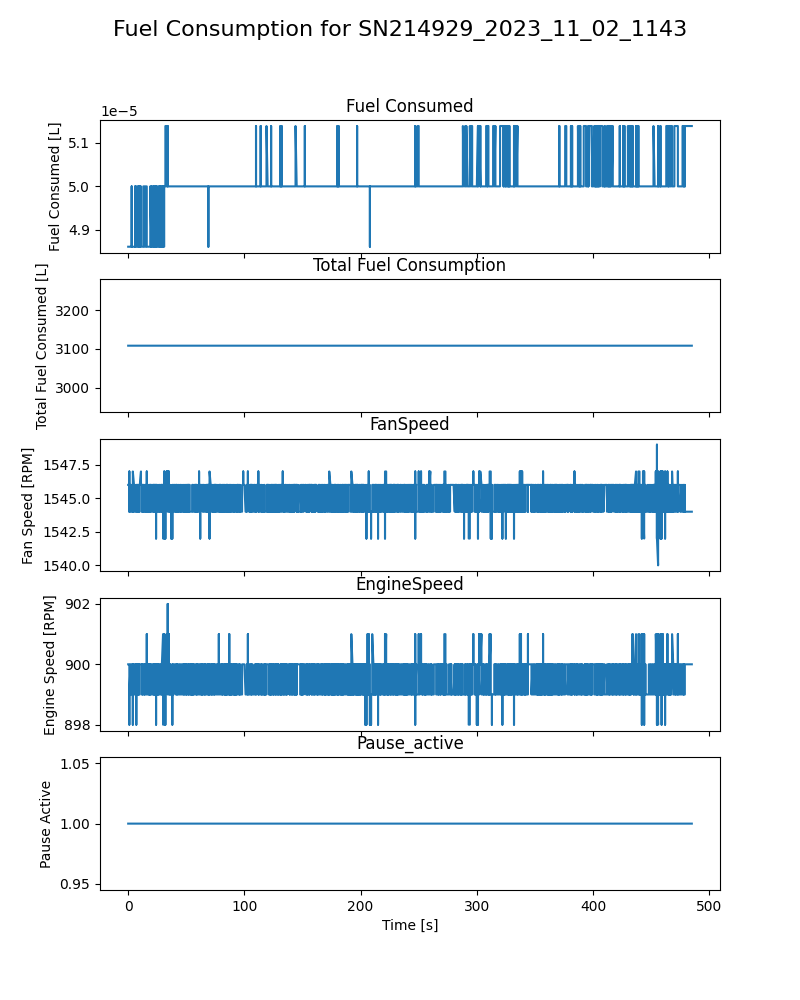 Fuel Consumption for SN214929_2023_11_02_1143
Fuel Consumed
1e−5
Fuel Consumed [L]
5.1
5.0
4.9
Total Fuel Consumption
Total Fuel Consumed [L]
3200
3100
3000
FanSpeed
Fan Speed [RPM]
1547.5
1545.0
1542.5
1540.0
EngineSpeed
Engine Speed [RPM]
902
900
898
Pause_active
Pause Active
1.05
1.00
0.95
0 100 200 300 400 500
Time [s]